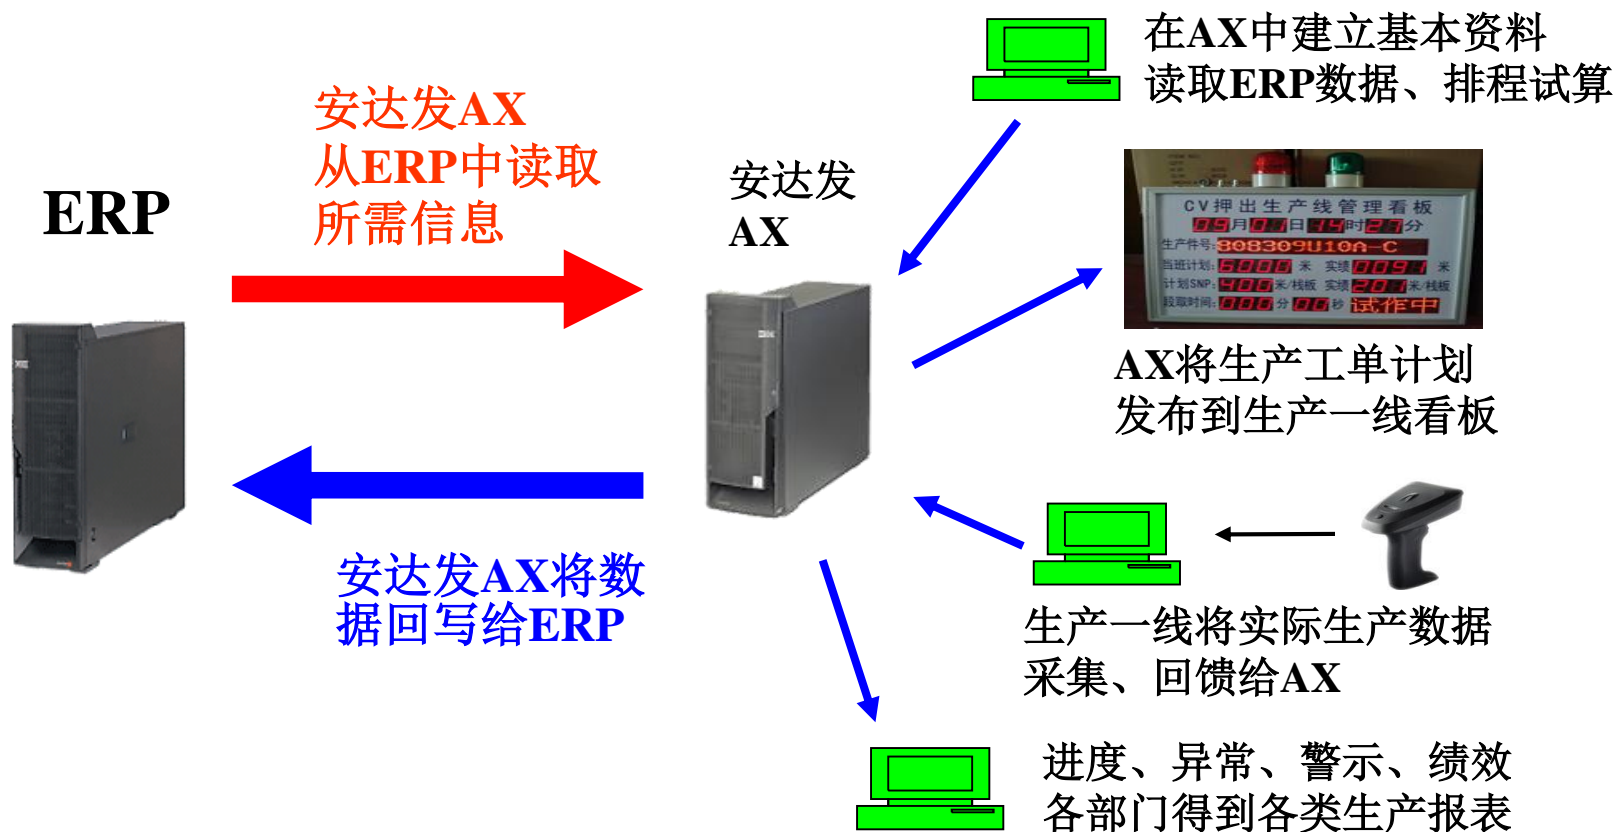 在AX中建立基本资料
读取ERP数据、排程试算
安达发AX
从ERP中读取
所需信息
ERP
安达发
AX
CV押出生产线管理看板
09月01日14时27分
生产件号:808309U10A-C
当班计划:6000米 实绩0091米
计划SNP:400米/栈板 实绩201米/栈板
段取时间:000分00秒 试作中
AX将生产工单计划
发布到生产一线看板
安达发AX将数
据回写给ERP
生产一线将实际生产数据
采集、回馈给AX
进度、异常、警示、绩效
各部门得到各类生产报表